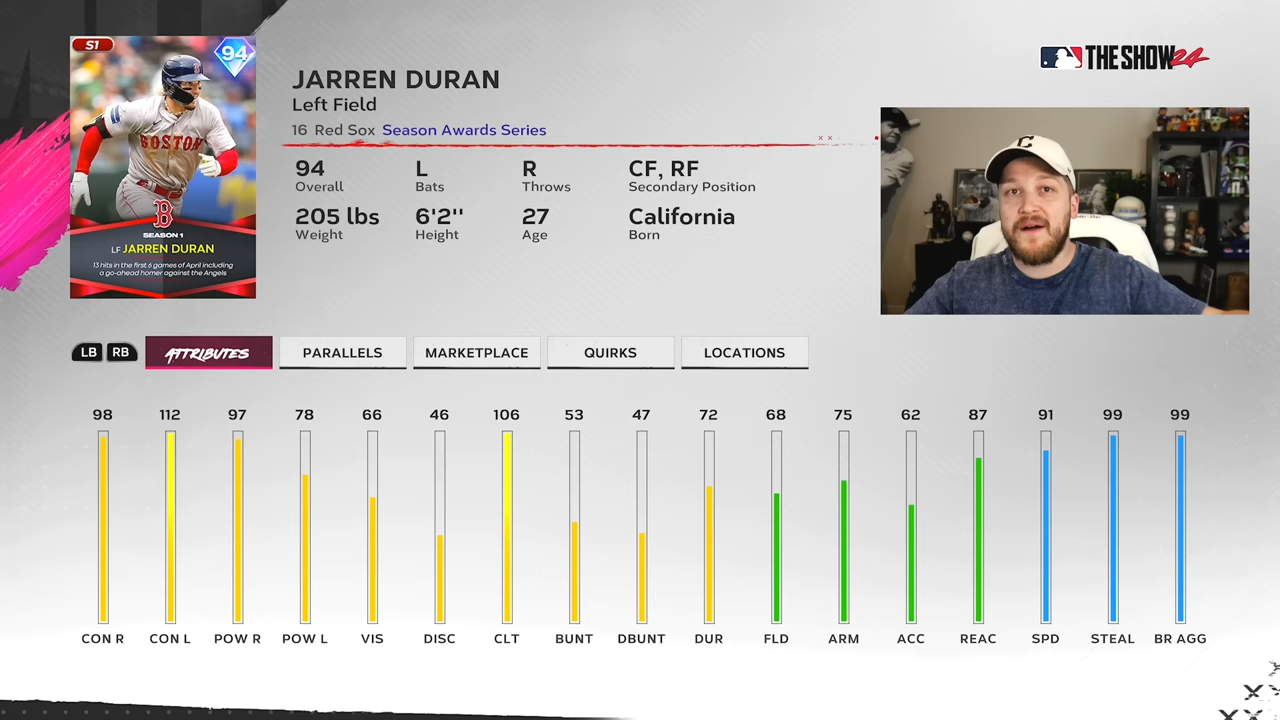 S1
94
BOSTON
B
SEASON 1
LF JARREN DURAN
13 hits in the first 6 games of April including
a go-ahead homer against the Angels
JARREN DURAN
Left Field
16 Red Sox Season Awards Series
94
Overall
L
Bats
R
Throws
CF, RF
Secondary Position
205 lbs
Weight
6'2''
Height
27
Age
California
Born
THE SHOW 24
C
LB RB ATTRIBUTES PARALLELS MARKETPLACE QUIRKS LOCATIONS
98 112 97 78 66 46 106 53 47 72 68 75 62 87 91 99 99
CON R CON L POW R POW L VIS DISC CLT BUNT DBUNT DUR FLD ARM ACC REAC SPD STEAL BR AGG